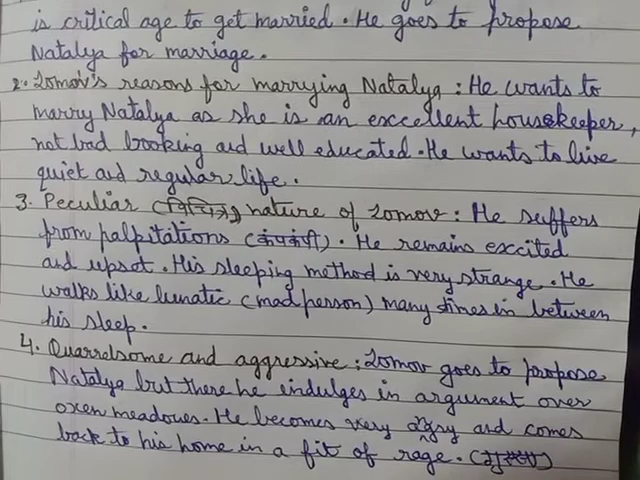 is critical age to get married. He goes to propose
Natalya for marriage.
2. Lomov's reasons for marrying Natalya : He wants to
marry Natalya as she is an excellent housekeeper,
not bad looking and well educated. He wants to live
quiet and regular life.
3. Peculiar (विचित्र) nature of Lomov : He suffers
from palpitations (कंपकंपी). He remains excited
and upset. His sleeping method is very strange. He
walks like lunatic (mad person) many times in between
his sleep.
4. Quarrelsome and aggressive : Lomov goes to propose
Natalya but there he indulges in argument over
oxen meadows. He becomes very angry and comes
back to his home in a fit of rage. (गुस्सा)